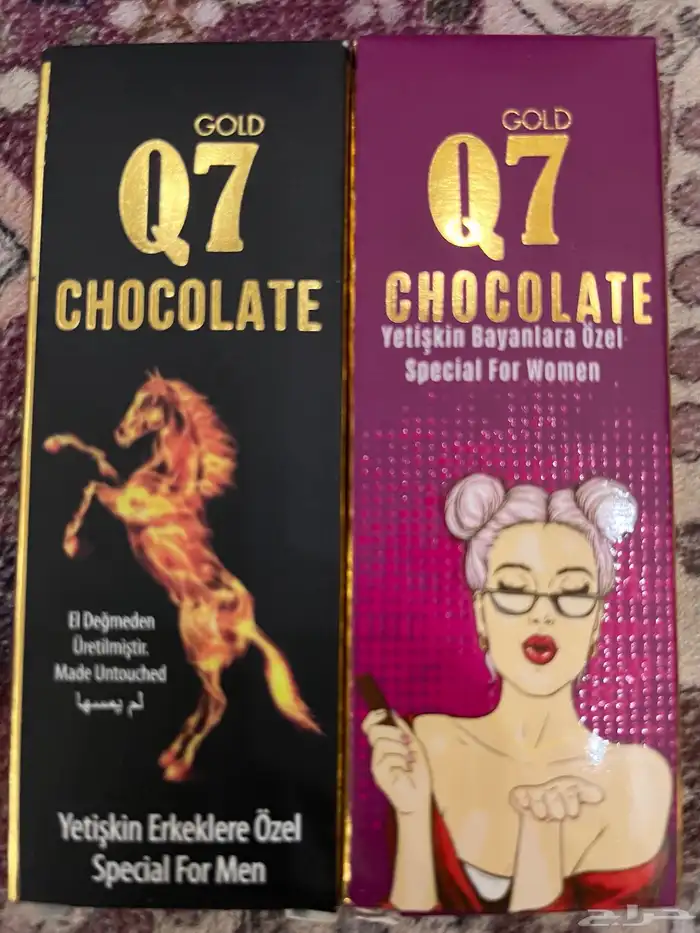 GOLD
Q7
CHOCOLATE
El Değmeden
Üretilmiştir.
Made Untouched
لم يمسها
Yetişkin Erkeklere Özel
Special For Men
GOLD
Q7
CHOCOLATE
Yetişkin Bayanlara Özel
Special For Women
حراج